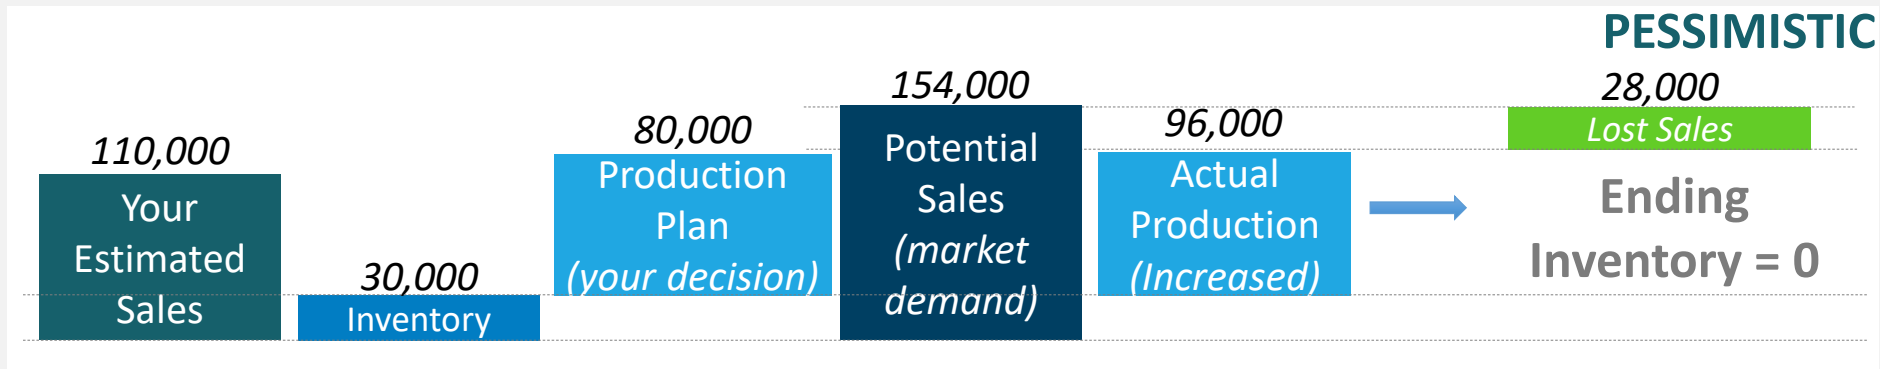 PESSIMISTIC
110,000
Your
Estimated
Sales
30,000
Inventory
80,000
Production
Plan
(your decision)
154,000
Potential
Sales
(market
demand)
96,000
Actual
Production
(Increased)
28,000
Lost Sales
Ending
Inventory = 0